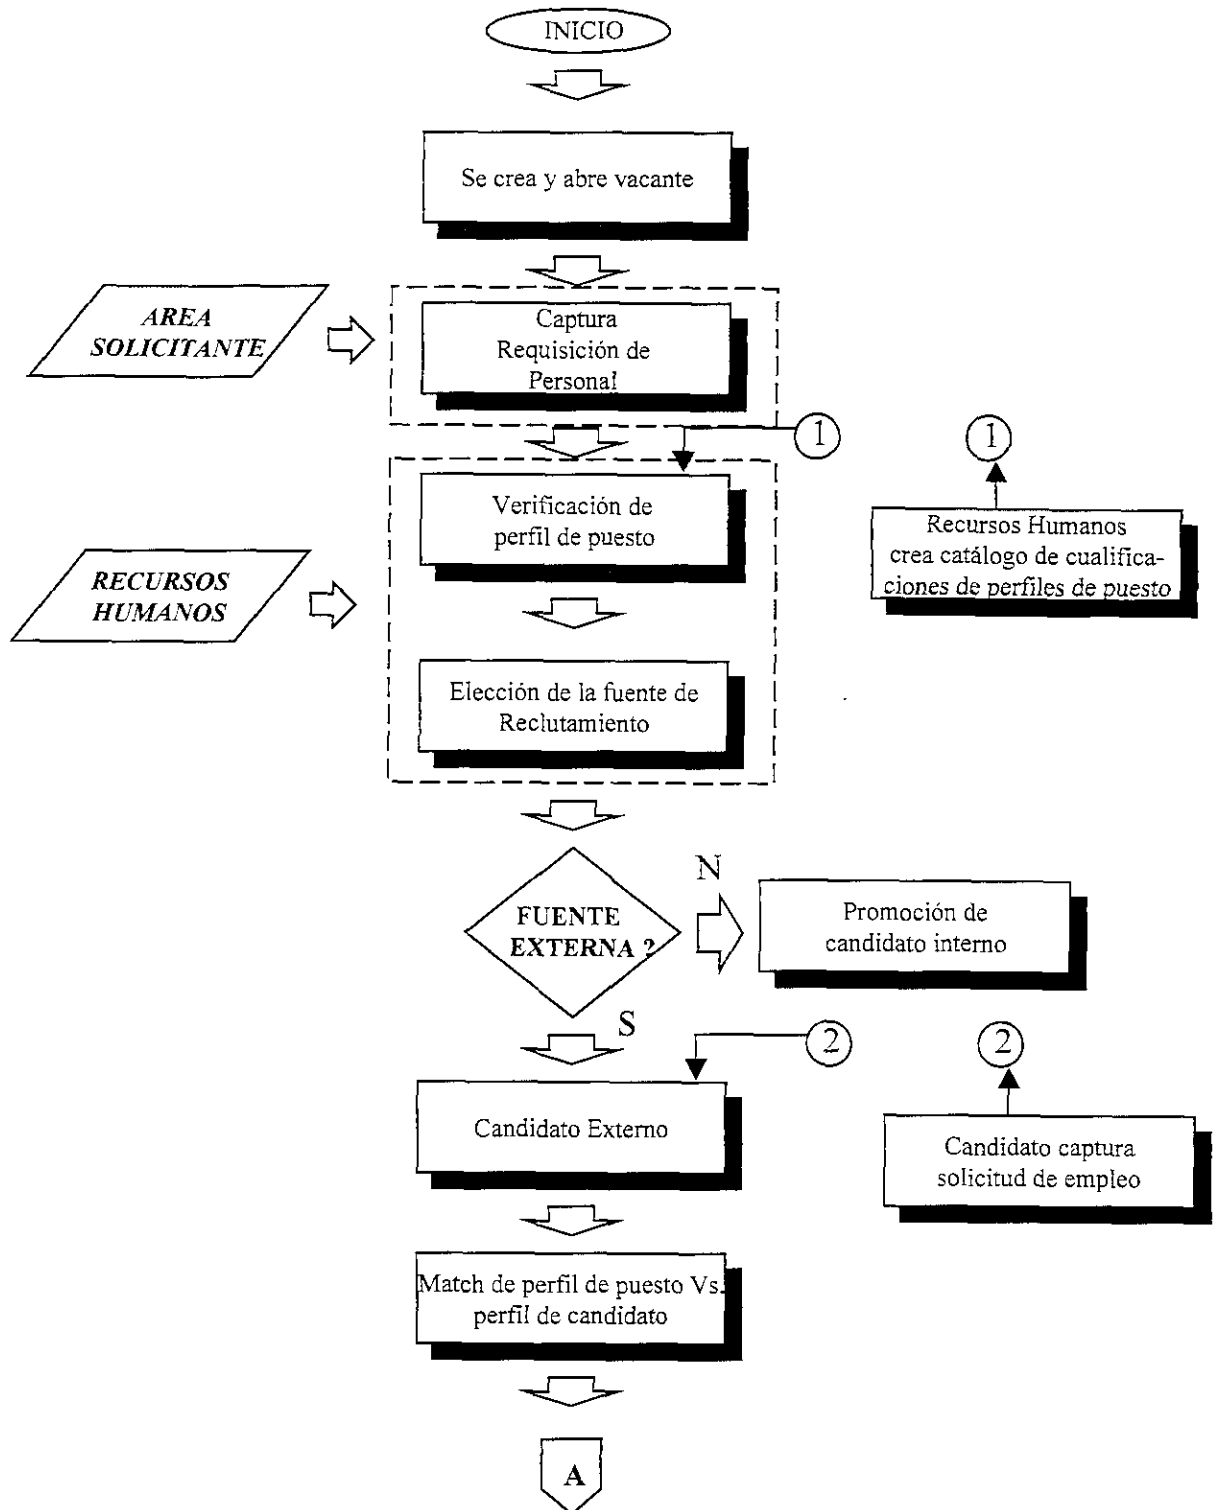 INICIO
Se crea y abre vacante
AREA
SOLICITANTE
Captura
Requisición de
Personal
1
1
Verificación de
perfil de puesto
Recursos Humanos
crea catálogo de cualifica-
ciones de perfiles de puesto
RECURSOS
HUMANOS
Elección de la fuente de
Reclutamiento
FUENTE
EXTERNA ?
N
Promoción de
candidato interno
S
2
2
Candidato Externo
Candidato captura
solicitud de empleo
Match de perfil de puesto Vs.
perfil de candidato
A